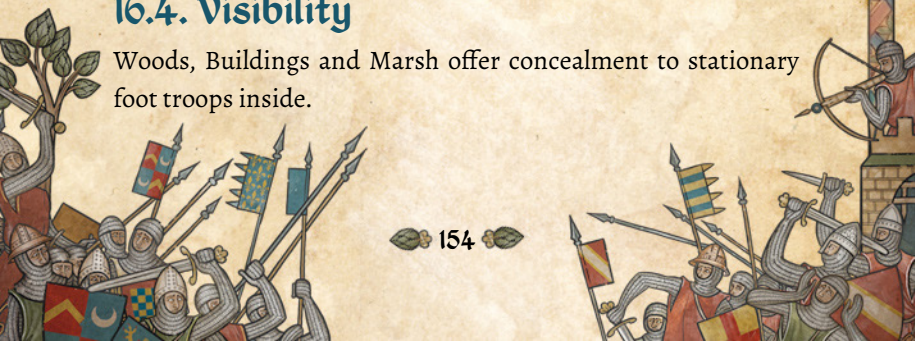 16.4. Visibility
Woods, Buildings and Marsh offer concealment to stationary
foot troops inside.
154